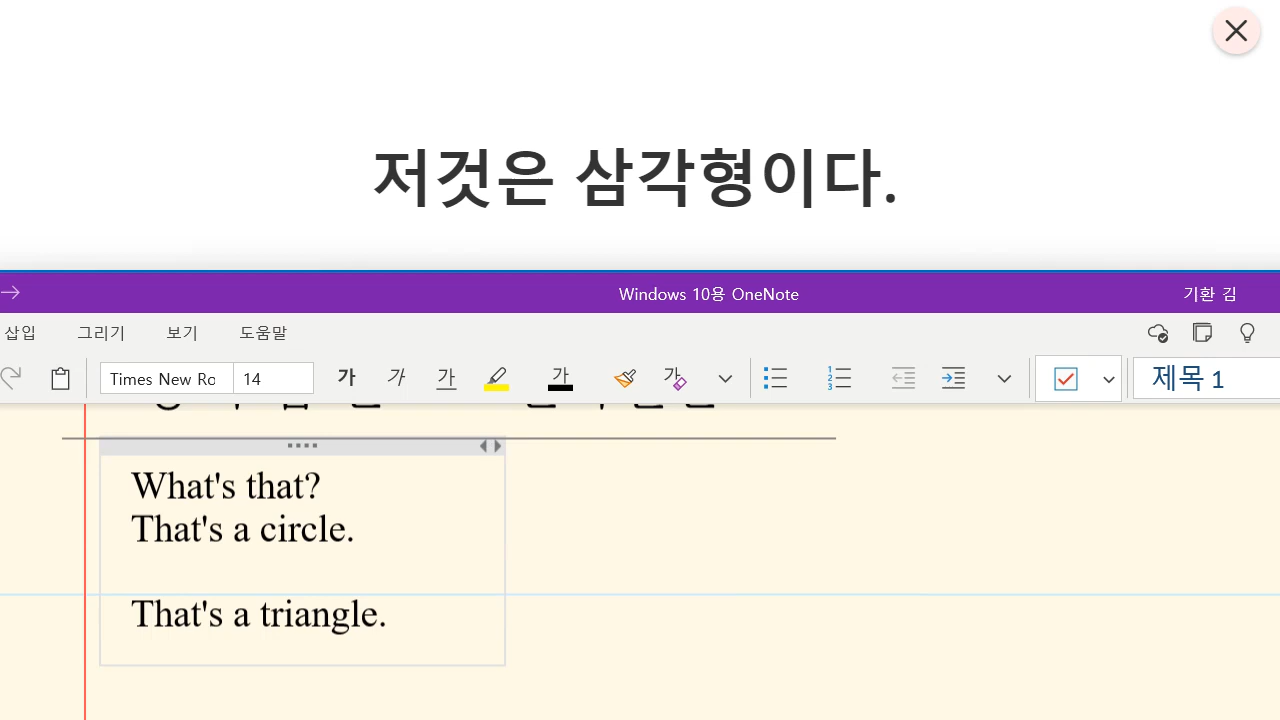 저것은 삼각형이다.
Windows 10용 OneNote
기환 김
삽입 그리기 보기 도움말
Times New 14 가 가 가 가 가 제목 1
What's that?
That's a circle.
That's a triangle.